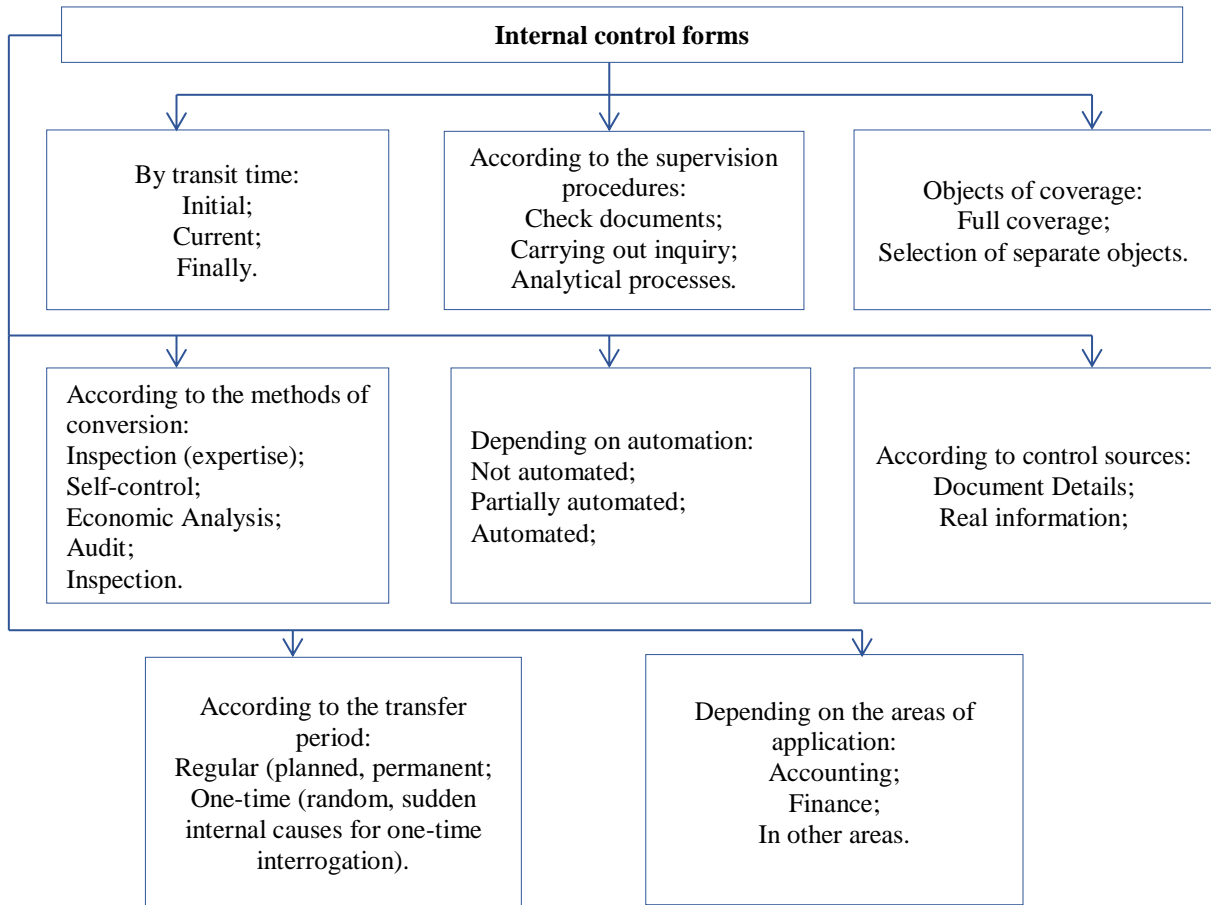 Internal control forms
By transit time:
Initial;
Current;
Finally.
According to the supervision
procedures:
Check documents;
Carrying out inquiry;
Analytical processes.
Objects of coverage:
Full coverage;
Selection of separate objects.
According to the methods of
conversion:
Inspection (expertise);
Self-control;
Economic Analysis;
Audit;
Inspection.
Depending on automation:
Not automated;
Partially automated;
Automated;
According to control sources:
Document Details;
Real information;
According to the transfer
period:
Regular (planned, permanent;
One-time (random, sudden
internal causes for one-time
interrogation).
Depending on the areas of
application:
Accounting;
Finance;
In other areas.